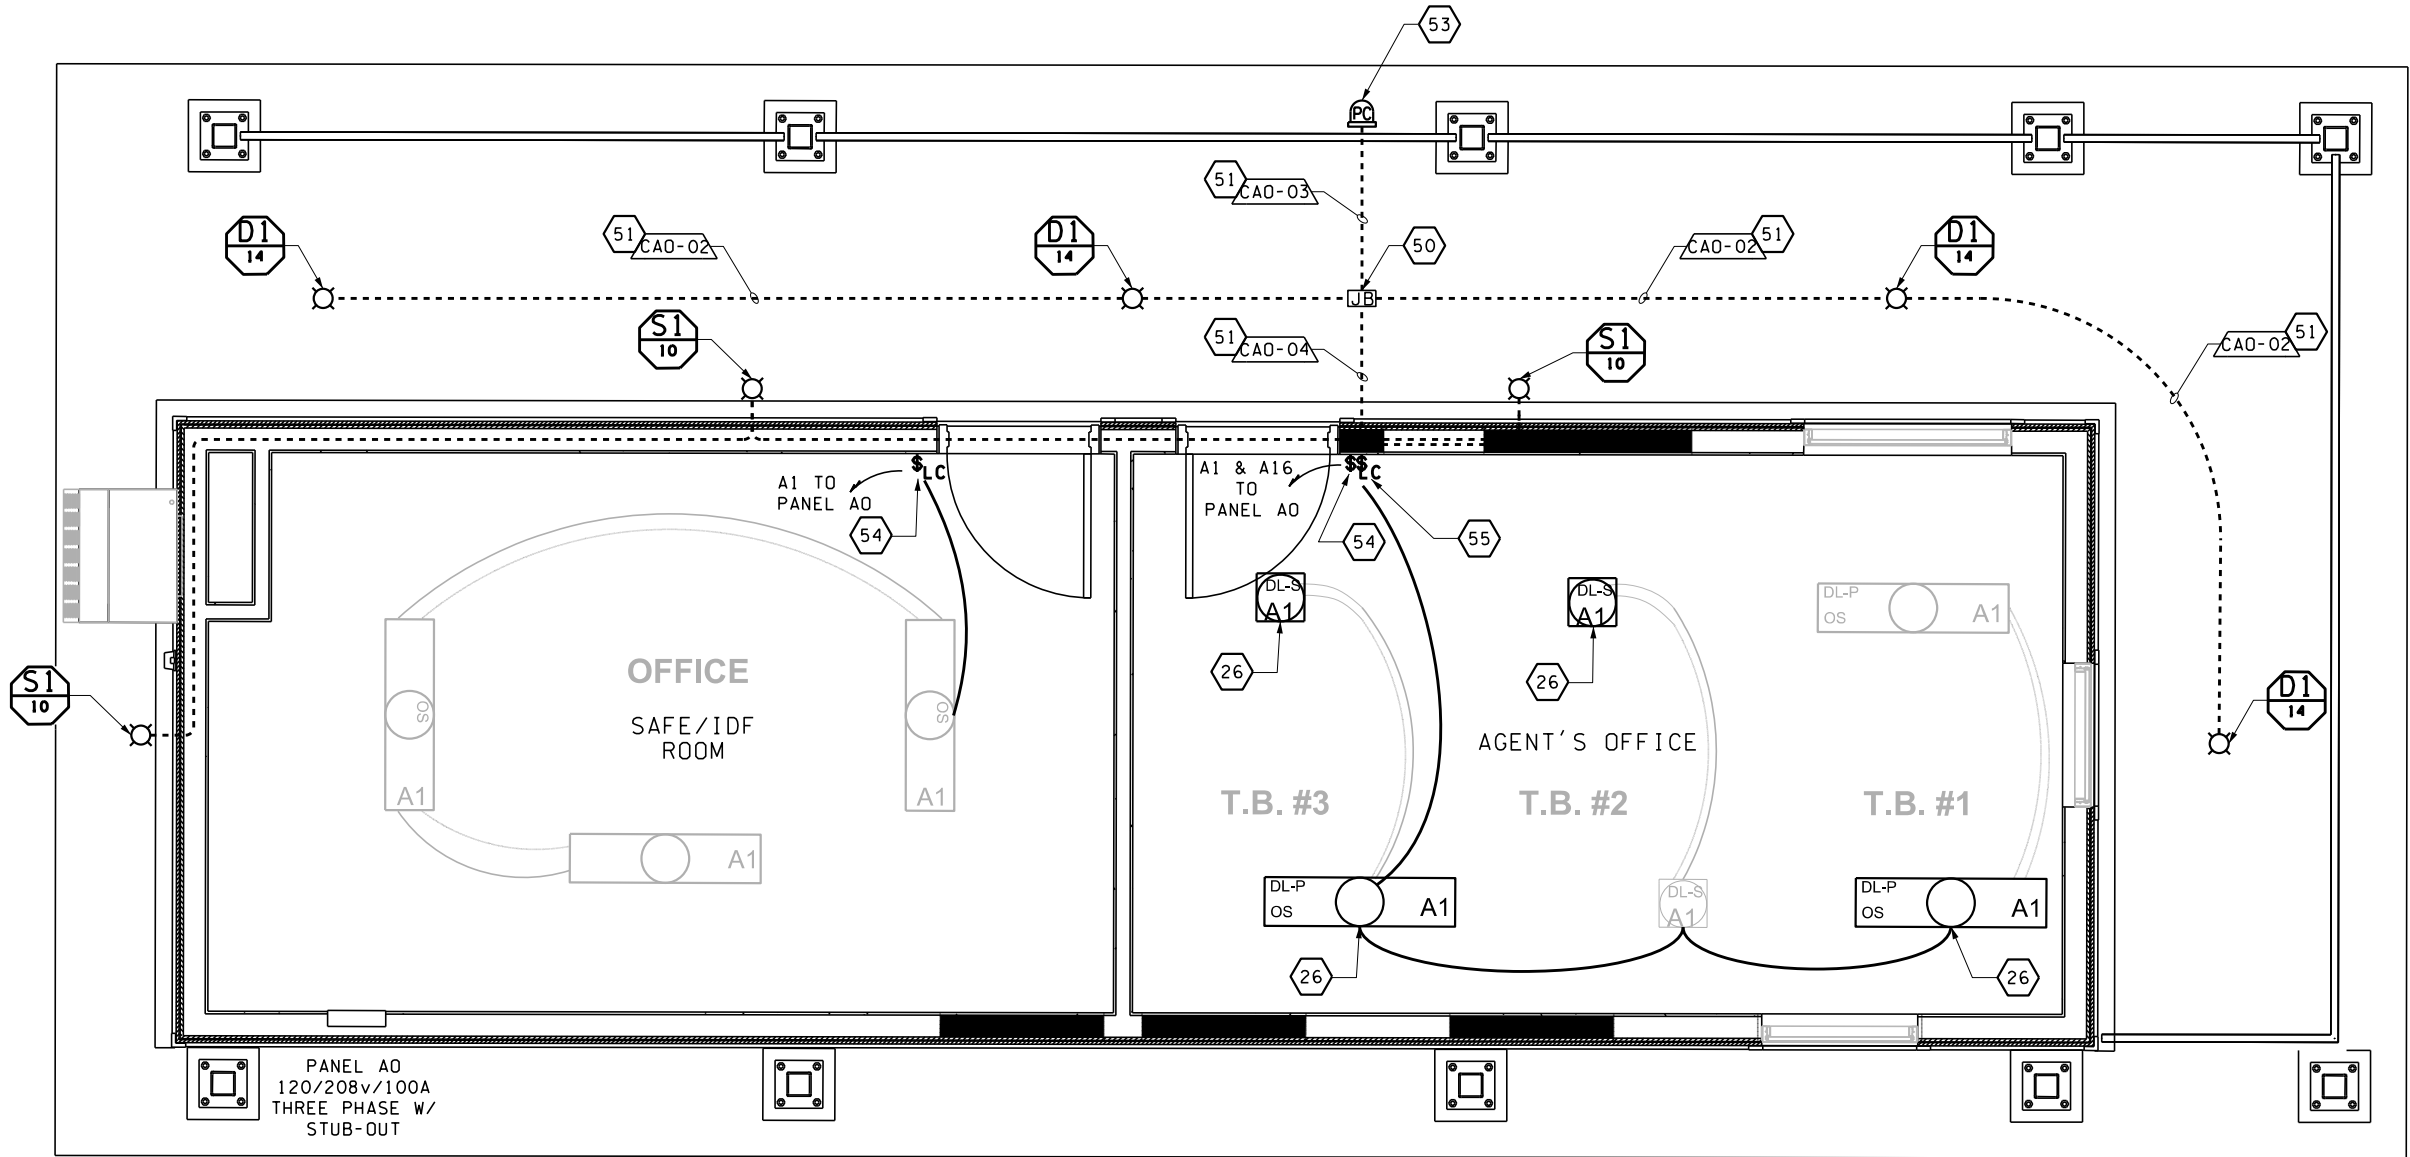 53
PC
51
CAO-03
D1
14
51
CAO-02
D1
14
50
CAO-02
51
D1
14
JB
S1
10
51
CAO-04
S1
10
CAO-02
51
$LC
A1 TO
PANEL AO
54
A1 & A16
TO
PANEL AO
$$LC
54
55
DL-S
A1
DL-S
A1
DL-P
OS
A1
26
26
OFFICE
SAFE/IDF
ROOM
OS
A1
OS
A1
A1
S1
10
D1
14
AGENT'S OFFICE
T.B. #3
T.B. #2
T.B. #1
DL-P
OS
A1
DL-S
A1
DL-P
OS
A1
26
26
PANEL AO
120/208v/100A
THREE PHASE W/
STUB-OUT